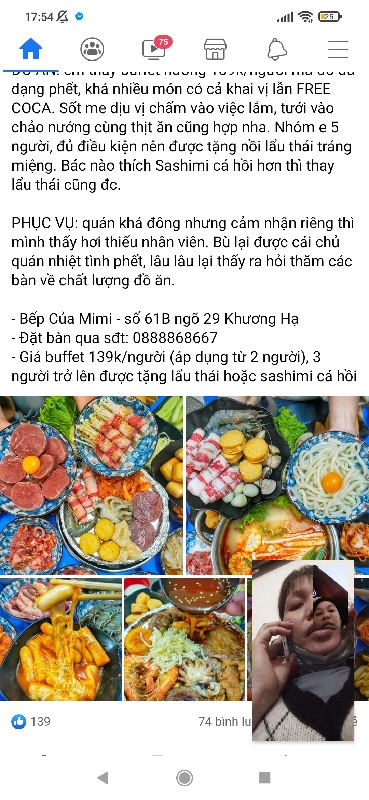 17:54
25
75
ĐỒ ĂN: em thấy buffet nướng 139k/người mà đồ đa
dạng phết, khá nhiều món có cả khai vị lẫn FREE
COCA. Sốt me dịu vị chấm vào việc lắm, tưới vào
chảo nướng cùng thịt ăn cũng hợp nha. Nhóm e 5
người, đủ điều kiện nên được tặng nồi lẩu thái tráng
miệng. Bác nào thích Sashimi cá hồi hơn thì thay
lẩu thái cũng đc.
PHỤC VỤ: quán khá đông nhưng cảm nhận riêng thì
mình thấy hơi thiếu nhân viên. Bù lại được cái chủ
quán nhiệt tình phết, lâu lâu lại thấy ra hỏi thăm các
bàn về chất lượng đồ ăn.
- Bếp Của Mimi - số 61B ngõ 29 Khương Hạ
- Đặt bàn qua sđt: 0888868667
- Giá buffet 139k/người (áp dụng từ 2 người), 3
người trở lên được tặng lẩu thái hoặc sashimi cá hồi
139
74 bình lu